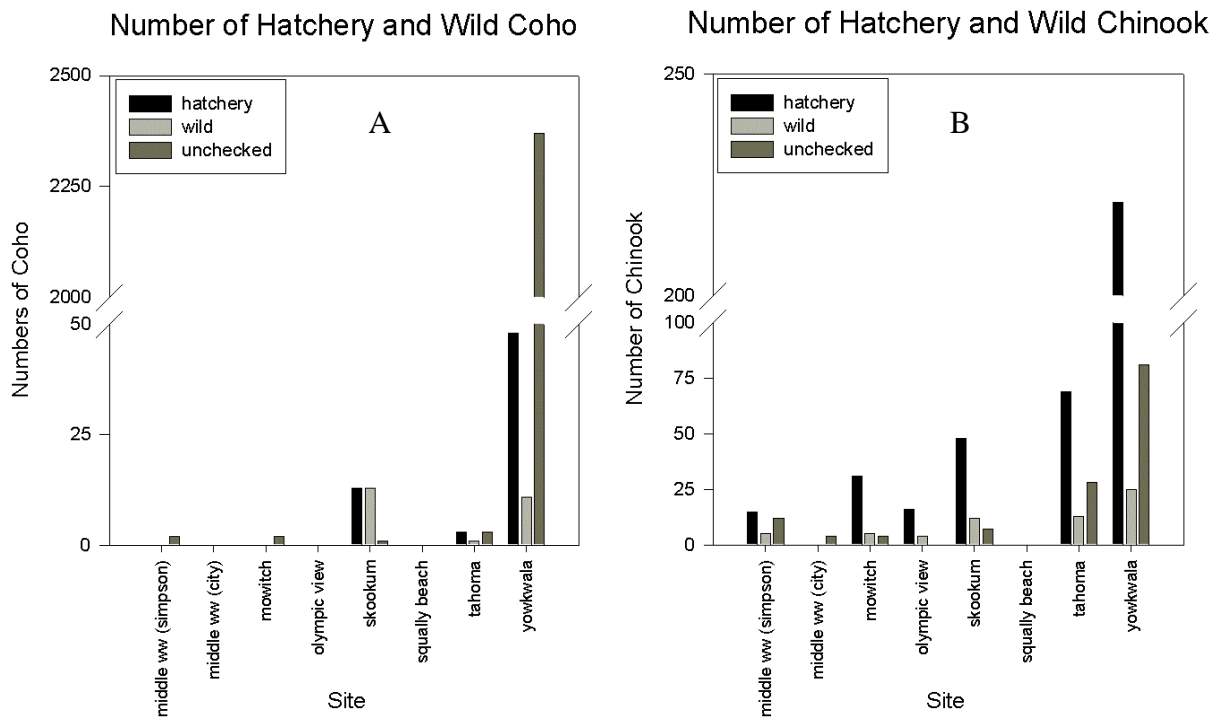 Number of Hatchery and Wild Coho
Numbers of Coho
2500
2250
2000
50
25
0
hatchery
wild
unchecked
A
middle ww (simpson)
middle ww (city)
mowitch
olympic view
skookum
squally beach
tahoma
yowkwala
Site
Number of Hatchery and Wild Chinook
Number of Chinook
250
200
100
75
50
25
0
hatchery
wild
unchecked
B
middle ww (simpson)
middle ww (city)
mowitch
olympic view
skookum
squally beach
tahoma
yowkwala
Site